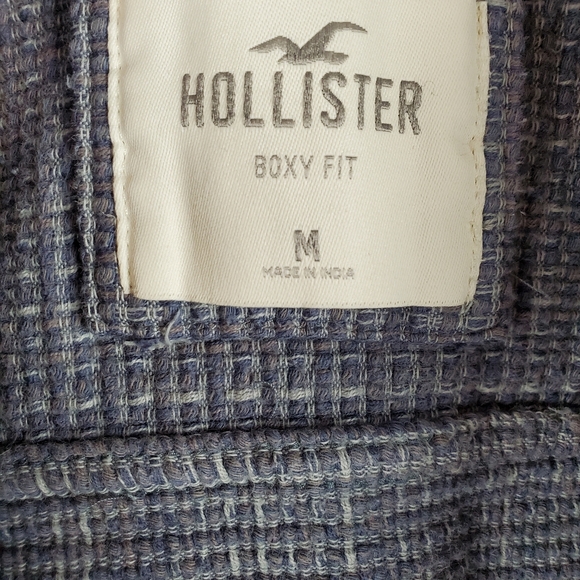 HOLLISTER
BOXY FIT
M
MADE IN INDIA